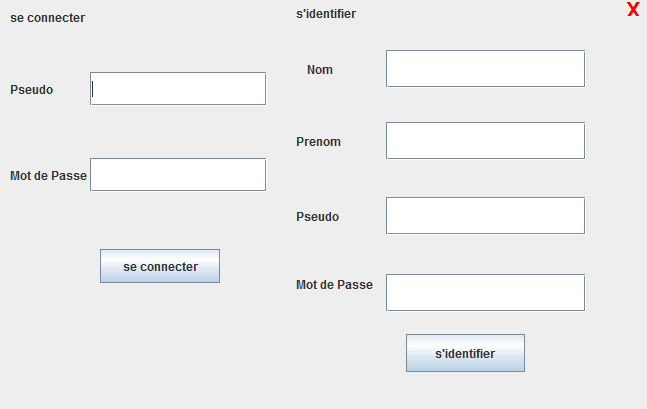 se connecter
Pseudo
Mot de Passe
se connecter
s'identifier
X
Nom
Prenom
Pseudo
Mot de Passe
s'identifier